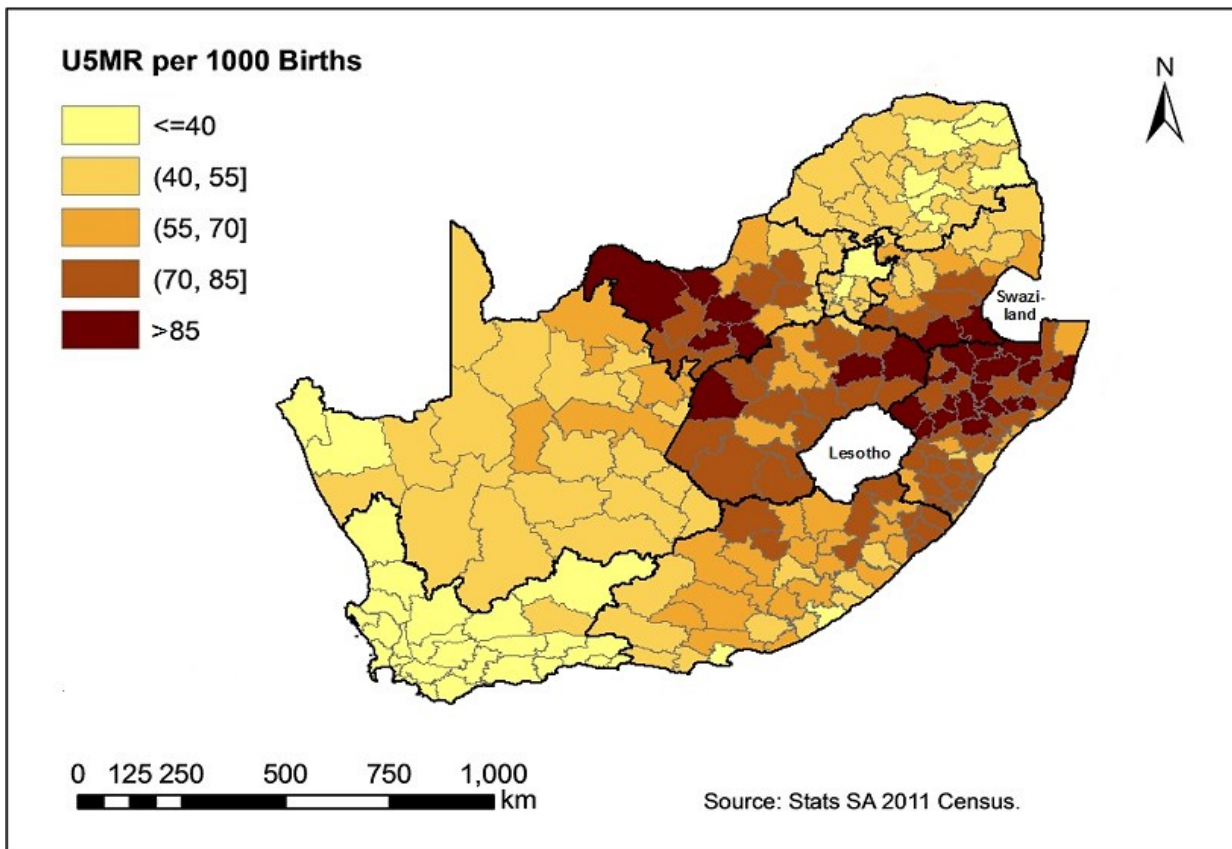 U5MR per 1000 Births
<=40
(40, 55]
(55, 70]
(70, 85]
>85
N
Swazi-
land
Lesotho
0 125 250 500 750 1,000
km
Source: Stats SA 2011 Census.